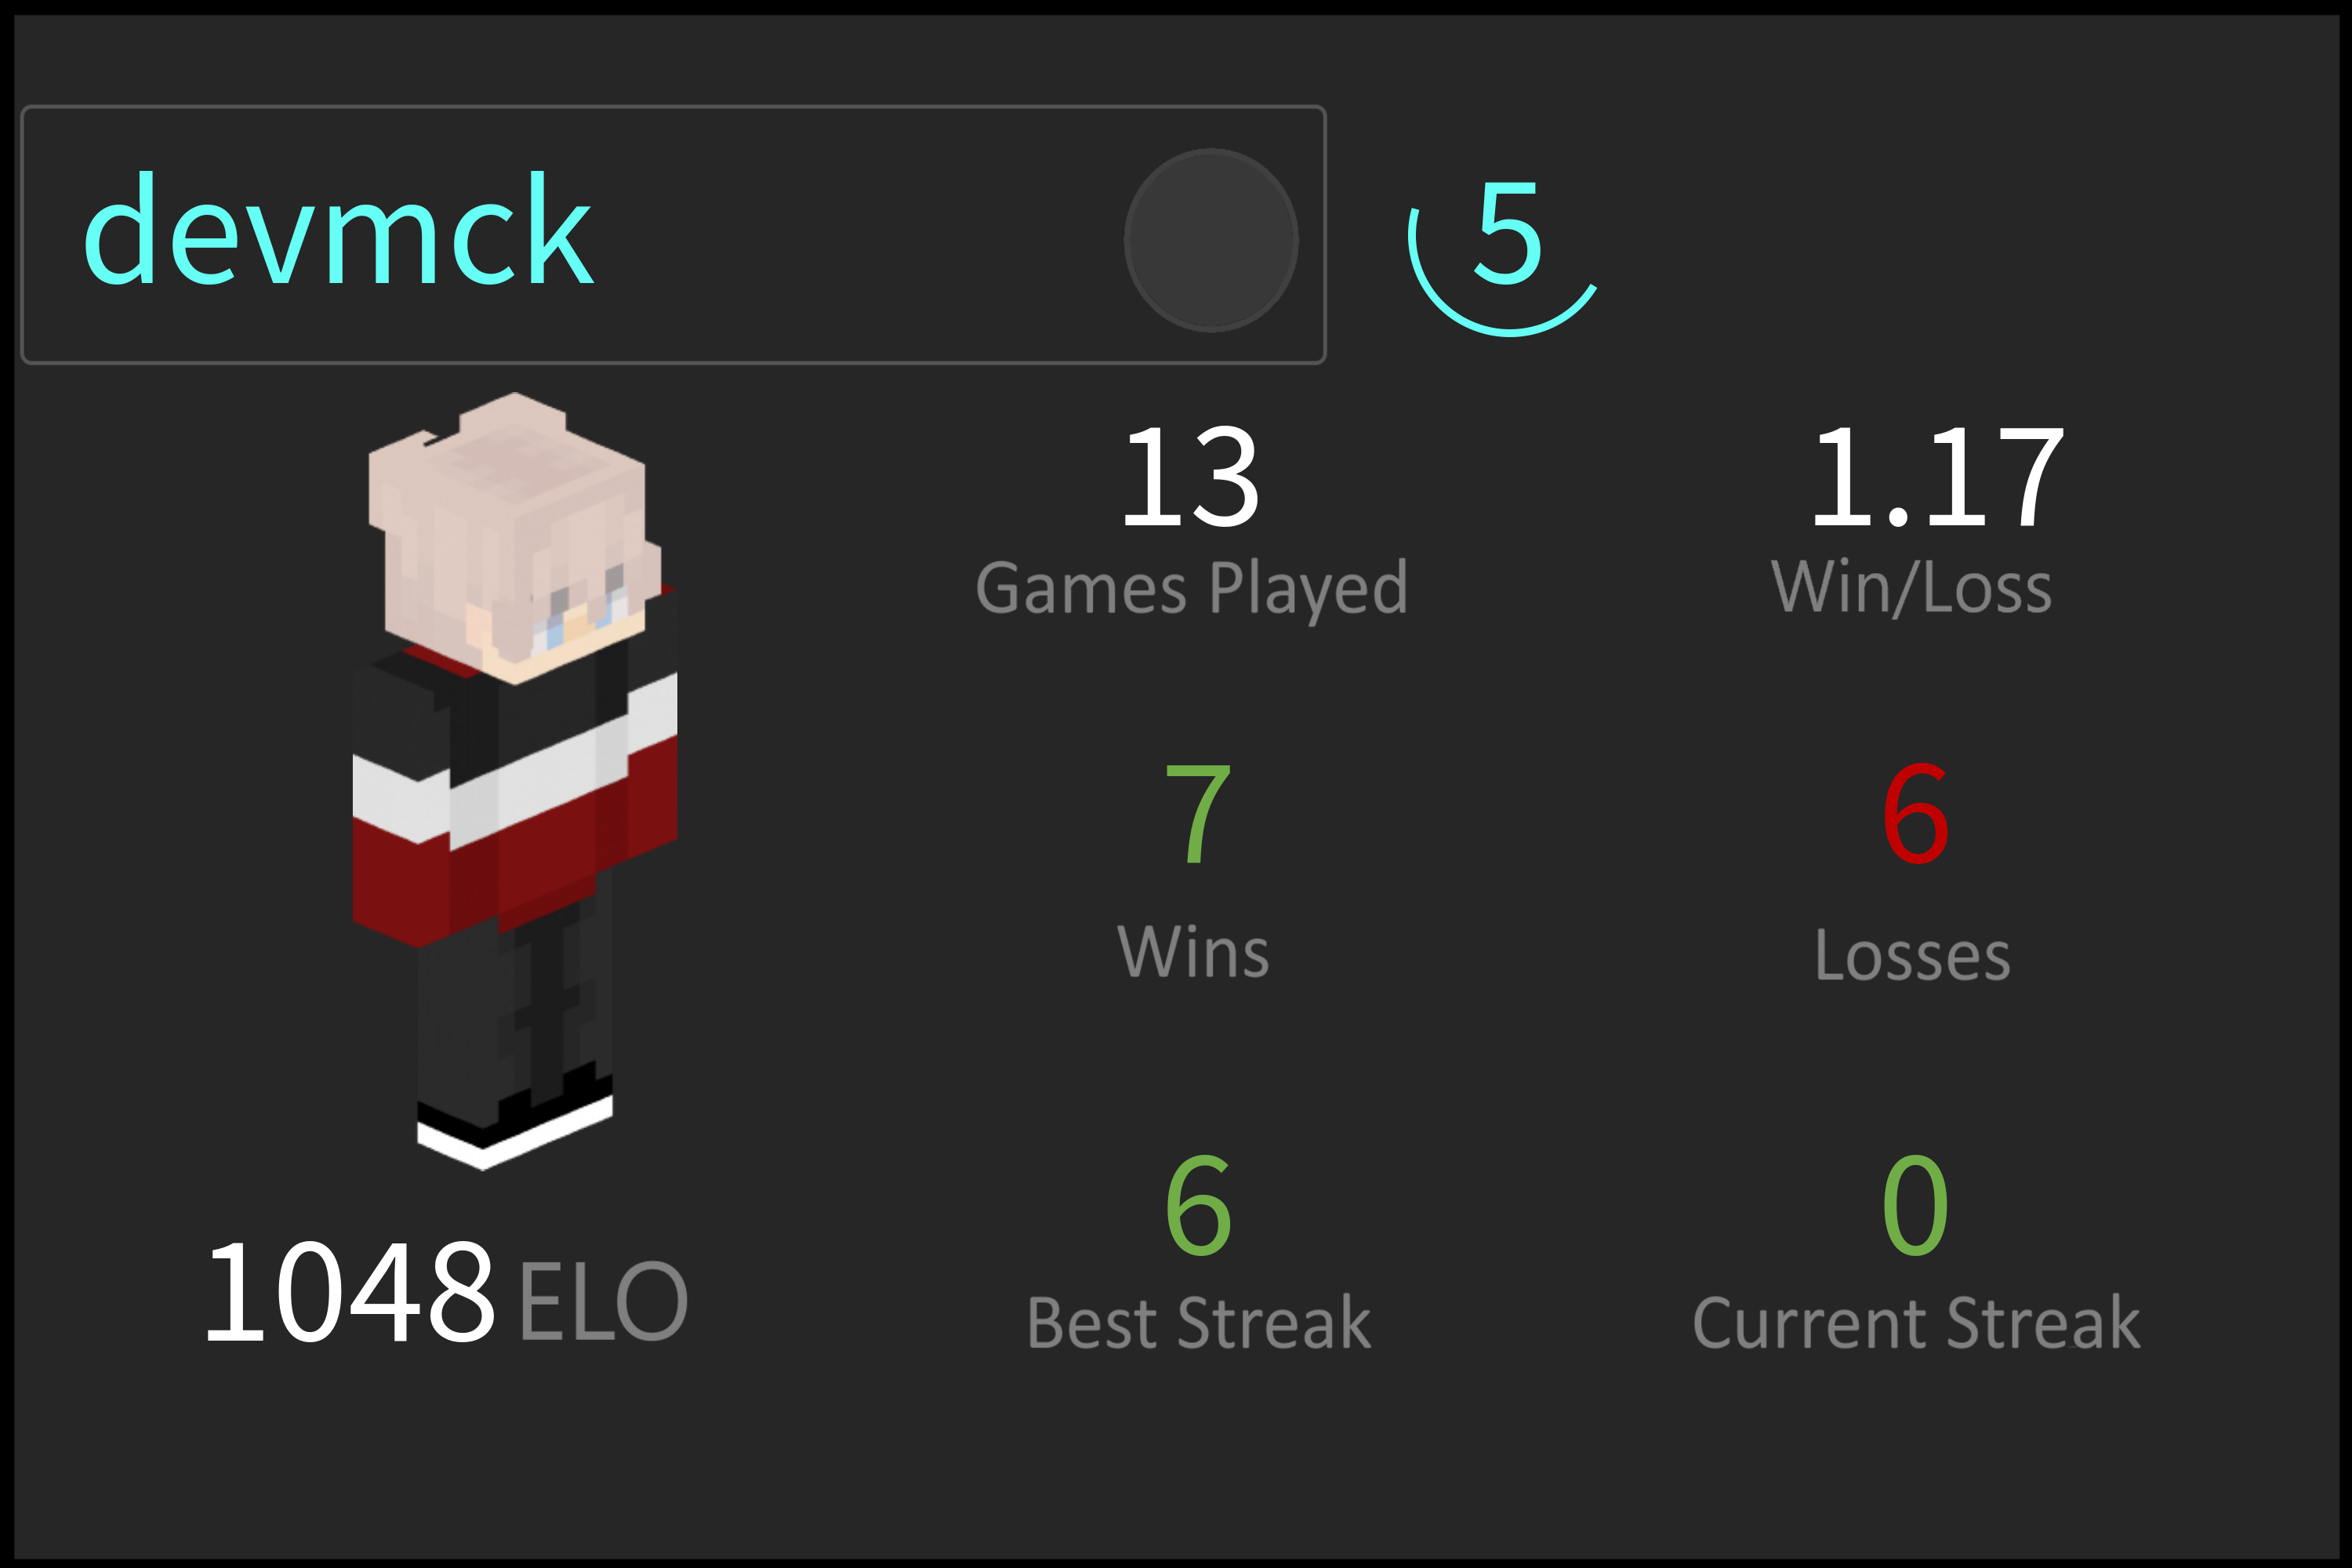 devmck
5
13
1.17
Games Played
Win/Loss
7
6
Wins
Losses
6
0
Best Streak
Current Streak
1048 ELO